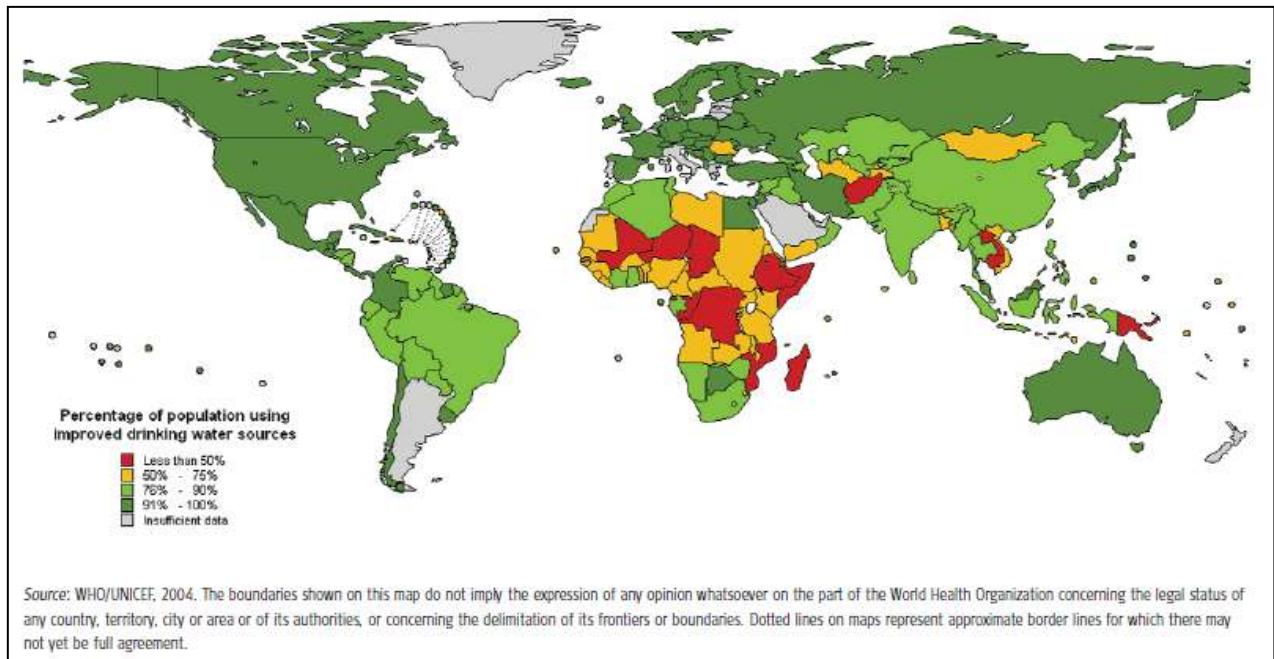 Percentage of population using
improved drinking water sources
Less than 50%
50% - 75%
76% - 90%
91% - 100%
Insufficient data
Source: WHO/UNICEF, 2004. The boundaries shown on this map do not imply the expression of any opinion whatsoever on the part of the World Health Organization concerning the legal status of
any country, territory, city or area or of its authorities, or concerning the delimitation of its frontiers or boundaries. Dotted lines on maps represent approximate border lines for which there may
not yet be full agreement.